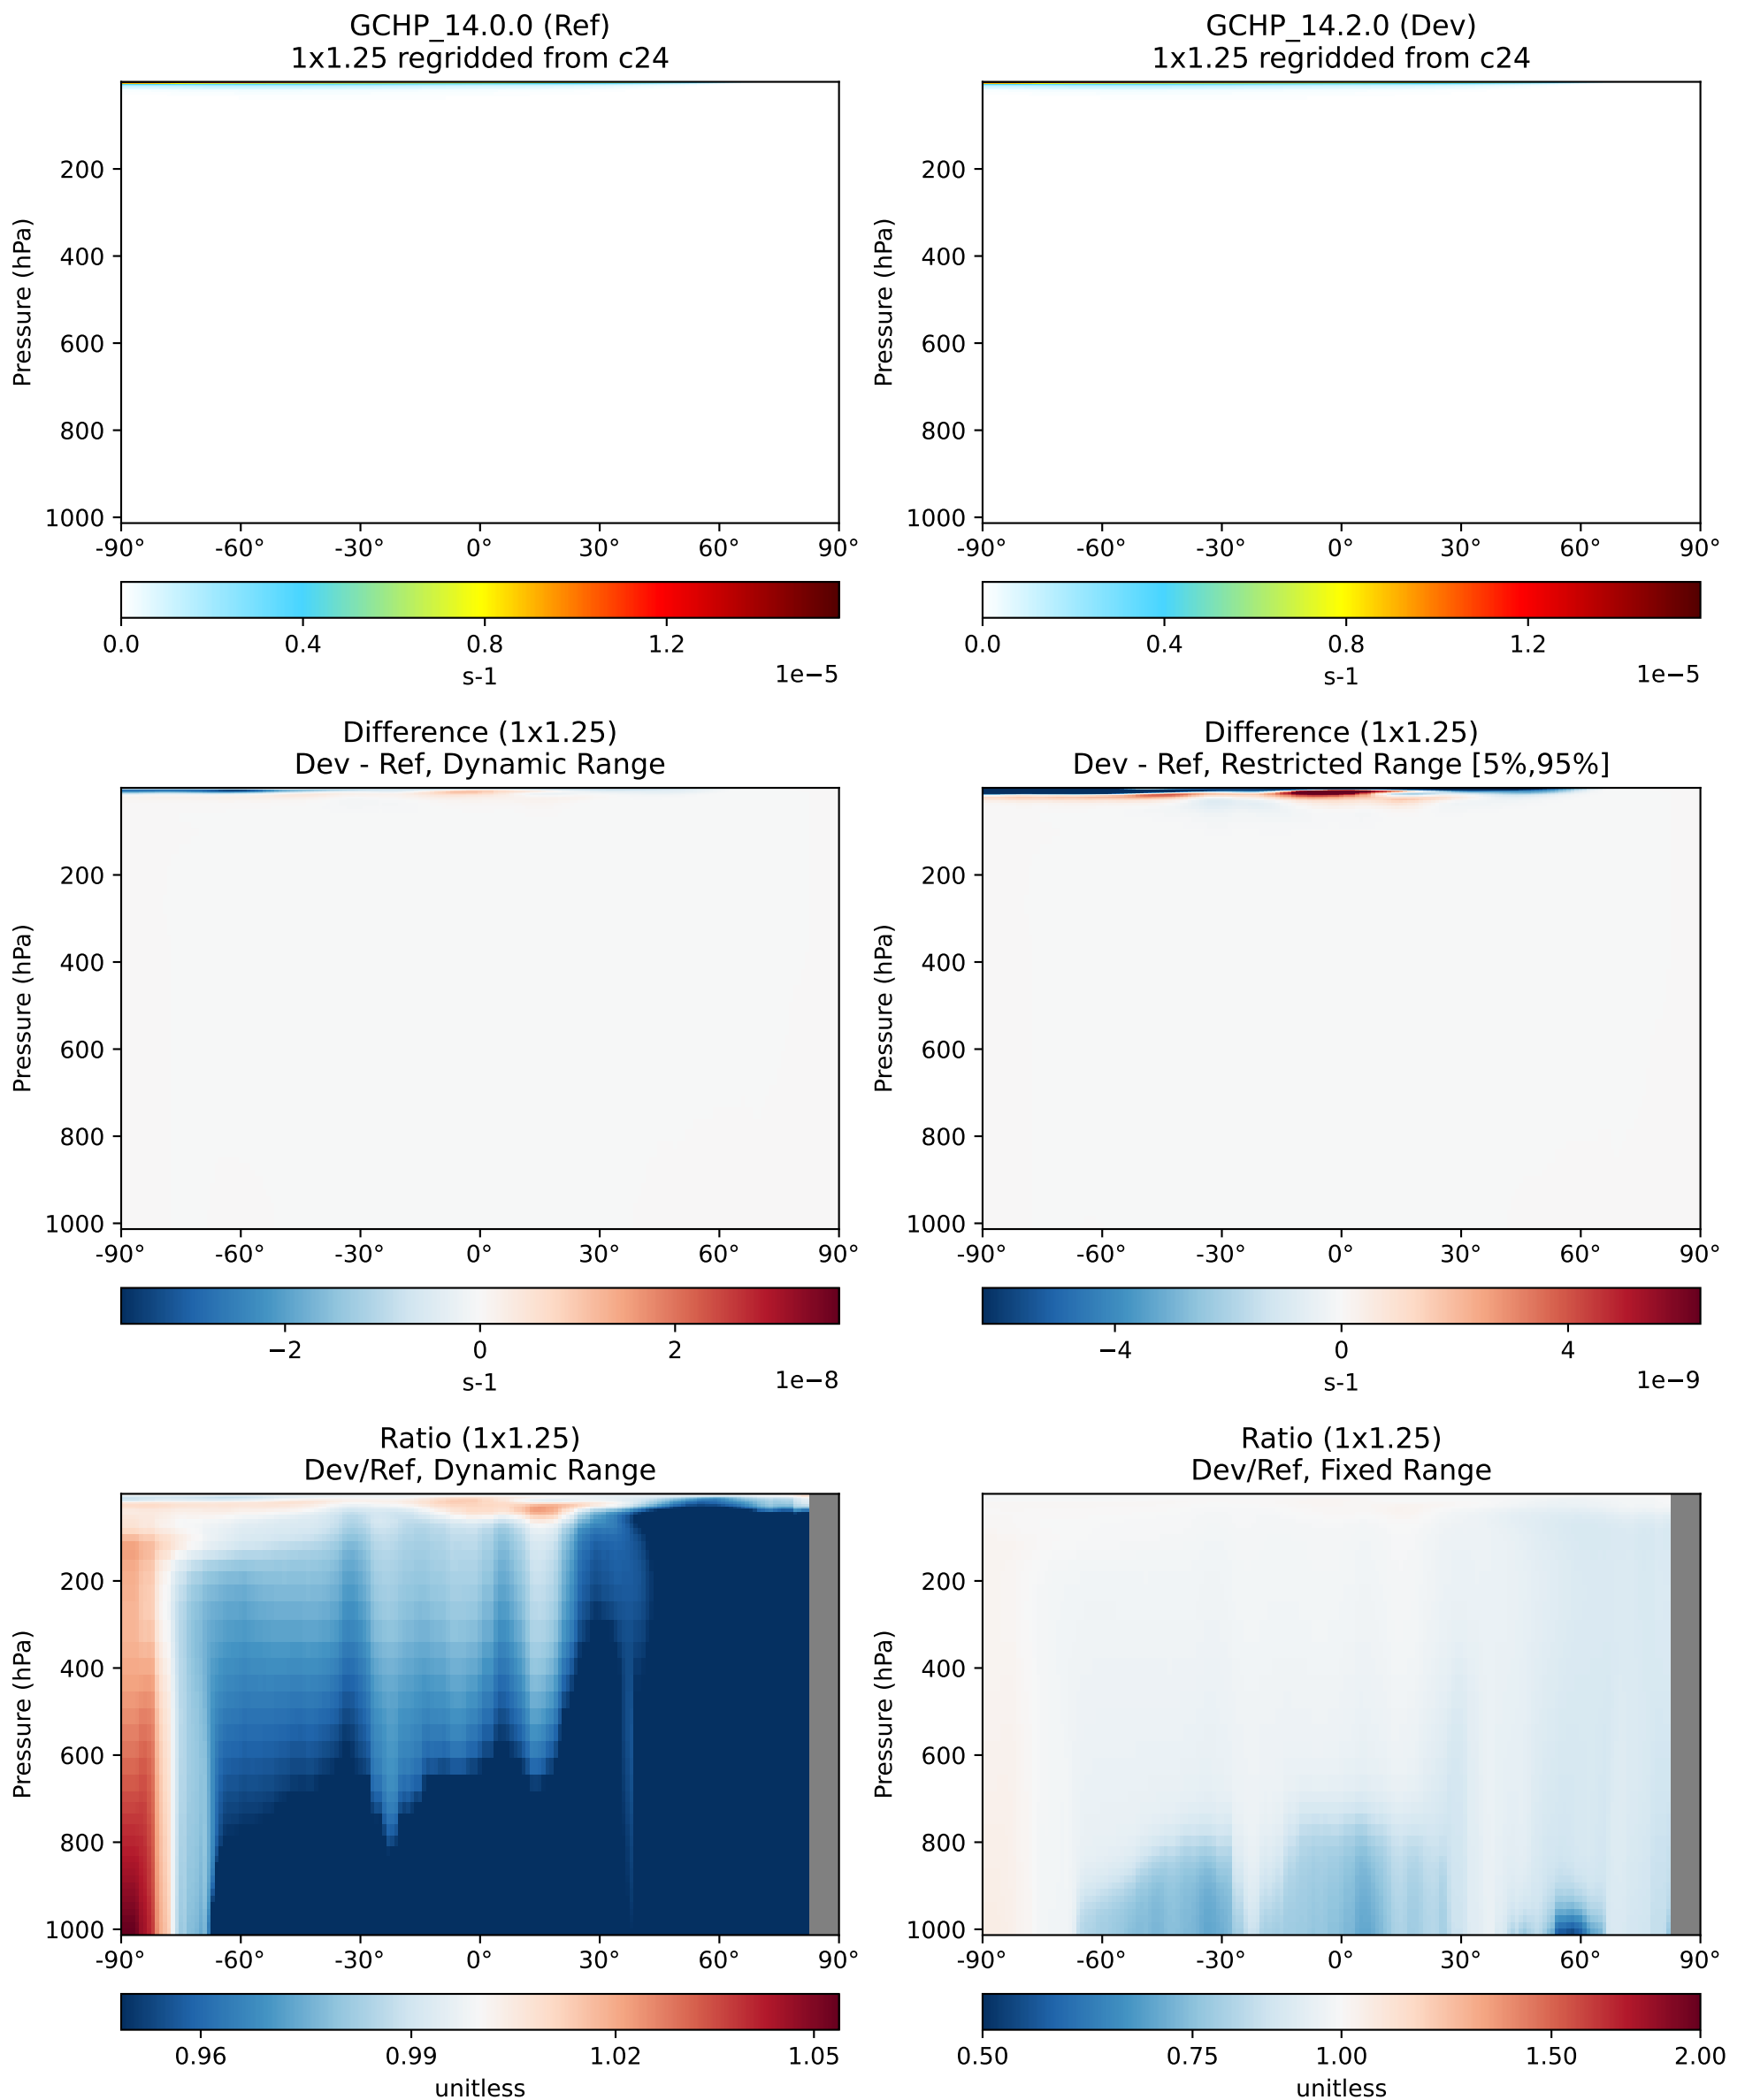 GCHP_14.0.0 (Ref)
1x1.25 regridded from c24
Pressure (hPa)
200
400
600
800
1000
-90° -60° -30° 0° 30° 60° 90°
0.0 0.4 0.8 1.2
s-1
1e−5
GCHP_14.2.0 (Dev)
1x1.25 regridded from c24
Pressure (hPa)
200
400
600
800
1000
-90° -60° -30° 0° 30° 60° 90°
0.0 0.4 0.8 1.2
s-1
1e−5
Difference (1x1.25)
Dev - Ref, Dynamic Range
Pressure (hPa)
200
400
600
800
1000
-90° -60° -30° 0° 30° 60° 90°
−2 0 2
s-1
1e−8
Difference (1x1.25)
Dev - Ref, Restricted Range [5%,95%]
Pressure (hPa)
200
400
600
800
1000
-90° -60° -30° 0° 30° 60° 90°
−4 0 4
s-1
1e−9
Ratio (1x1.25)
Dev/Ref, Dynamic Range
Pressure (hPa)
200
400
600
800
1000
-90° -60° -30° 0° 30° 60° 90°
0.96 0.99 1.02 1.05
unitless
Ratio (1x1.25)
Dev/Ref, Fixed Range
Pressure (hPa)
200
400
600
800
1000
-90° -60° -30° 0° 30° 60° 90°
0.50 0.75 1.00 1.50 2.00
unitless